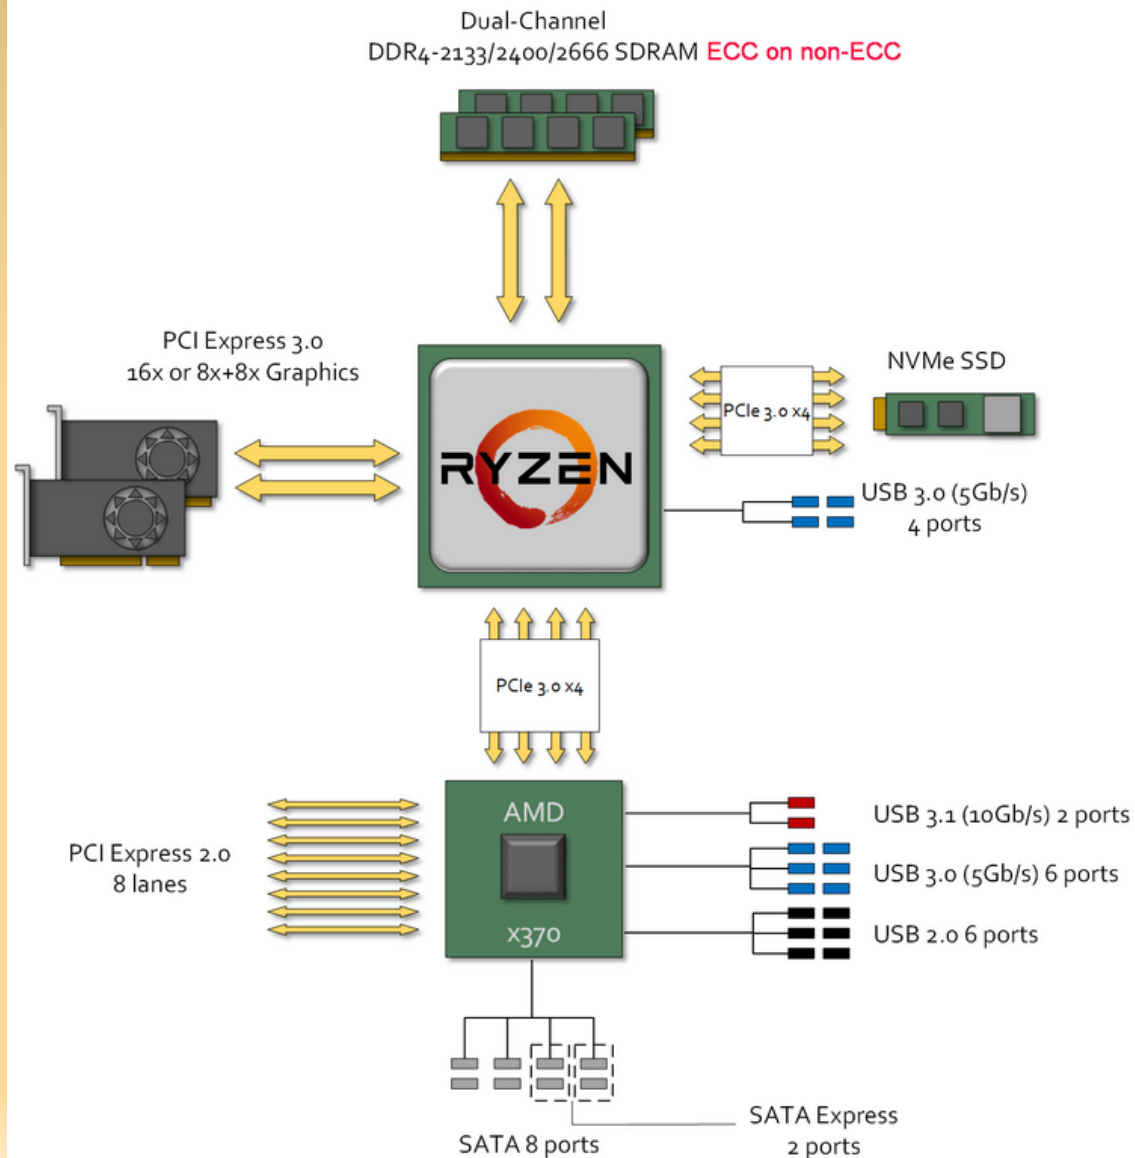 Dual-Channel
DDR4-2133/2400/2666 SDRAM ECC on non-ECC
PCI Express 3.0
16x or 8x+8x Graphics
RYZEN
PCIe 3.0 x4
NVMe SSD
USB 3.0 (5Gb/s)
4 ports
PCIe 3.0 x4
PCI Express 2.0
8 lanes
AMD
x370
USB 3.1 (10Gb/s) 2 ports
USB 3.0 (5Gb/s) 6 ports
USB 2.0 6 ports
SATA 8 ports
SATA Express
2 ports